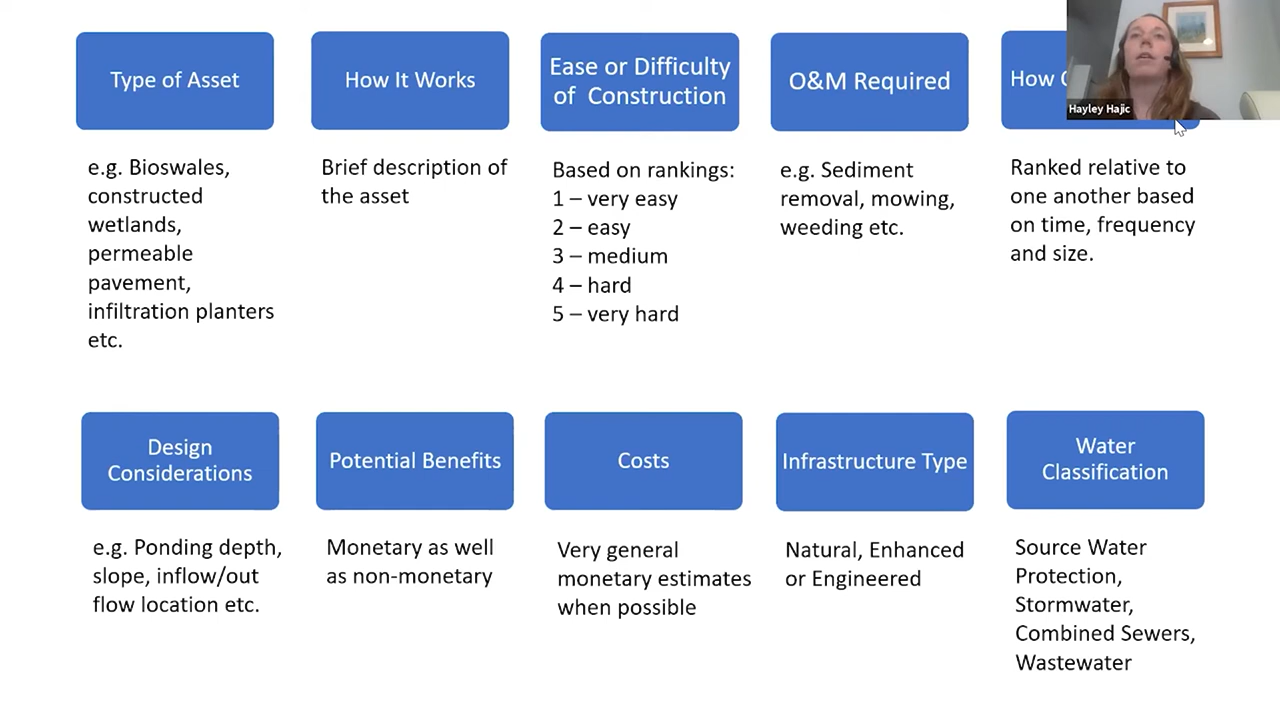 Type of Asset
How It Works
Ease or Difficulty
of Construction
O&M Required
How
Hayley Hajic
e.g. Bioswales,
constructed
wetlands,
permeable
pavement,
infiltration planters
etc.
Brief description of
the asset
Based on rankings:
1 – very easy
2 – easy
3 – medium
4 – hard
5 – very hard
e.g. Sediment
removal, mowing,
weeding etc.
Ranked relative to
one another based
on time, frequency
and size.
Design
Considerations
Potential Benefits
Costs
Infrastructure Type
Water
Classification
e.g. Ponding depth,
slope, inflow/out
flow location etc.
Monetary as well
as non-monetary
Very general
monetary estimates
when possible
Natural, Enhanced
or Engineered
Source Water
Protection,
Stormwater,
Combined Sewers,
Wastewater